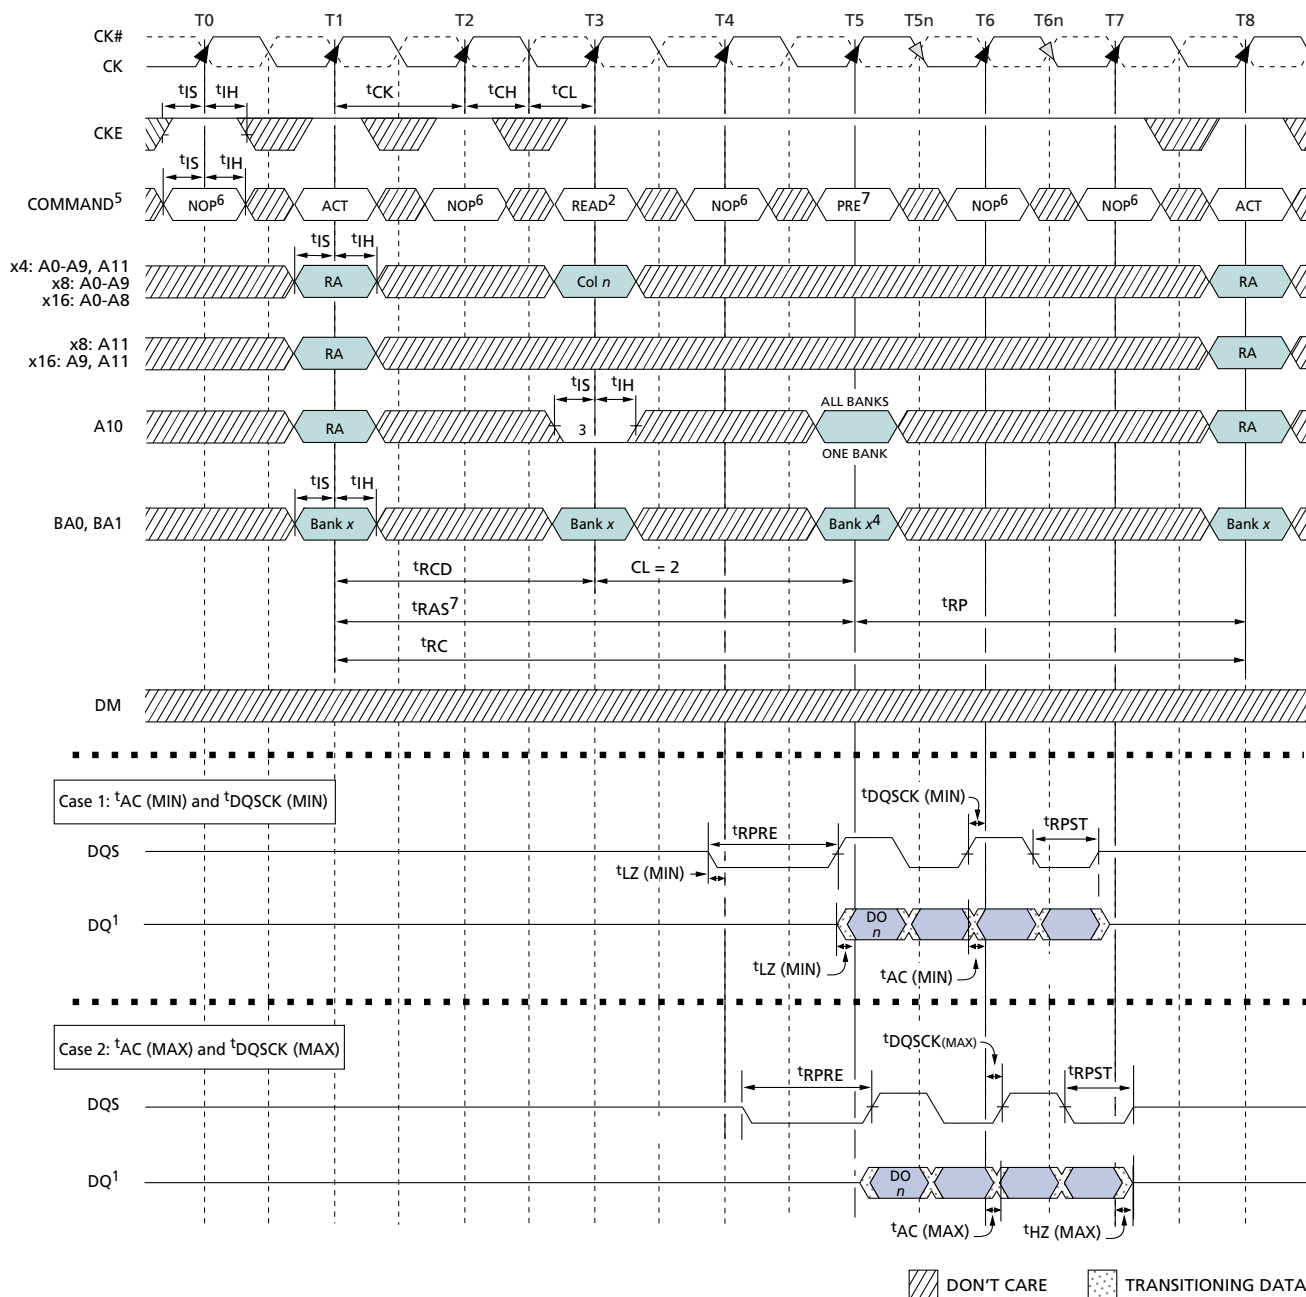 T0 T1 T2 T3 T4 T5 T5n T6 T6n T7 T8
CK#
CK
tIS tIH tCK tCH tCL
CKE
tIS tIH
COMMAND5 NOP6 ACT NOP6 READ2 NOP6 PRE7 NOP6 NOP6 ACT
tIS tIH
x4: A0-A9, A11
x8: A0-A9
x16: A0-A8
RA Col n RA
x8: A11
x16: A9, A11
RA RA
tIS tIH
ALL BANKS
A10 RA 3 RA
ONE BANK
tIS tIH
BA0, BA1 Bank x Bank x Bank x4 Bank x
tRCD CL = 2
tRAS7 tRP
tRC
DM
Case 1: tAC (MIN) and tDQSCK (MIN)
tDQSCK (MIN)
tRPRE tRPST
DQS
tLZ (MIN)
DQ1 DO
n
tLZ (MIN) tAC (MIN)
Case 2: tAC (MAX) and tDQSCK (MAX)
tDQSCK(MAX)
tRPRE tRPST
DQS
DQ1 DO
n
tAC (MAX) tHZ (MAX)
DON'T CARE TRANSITIONING DATA